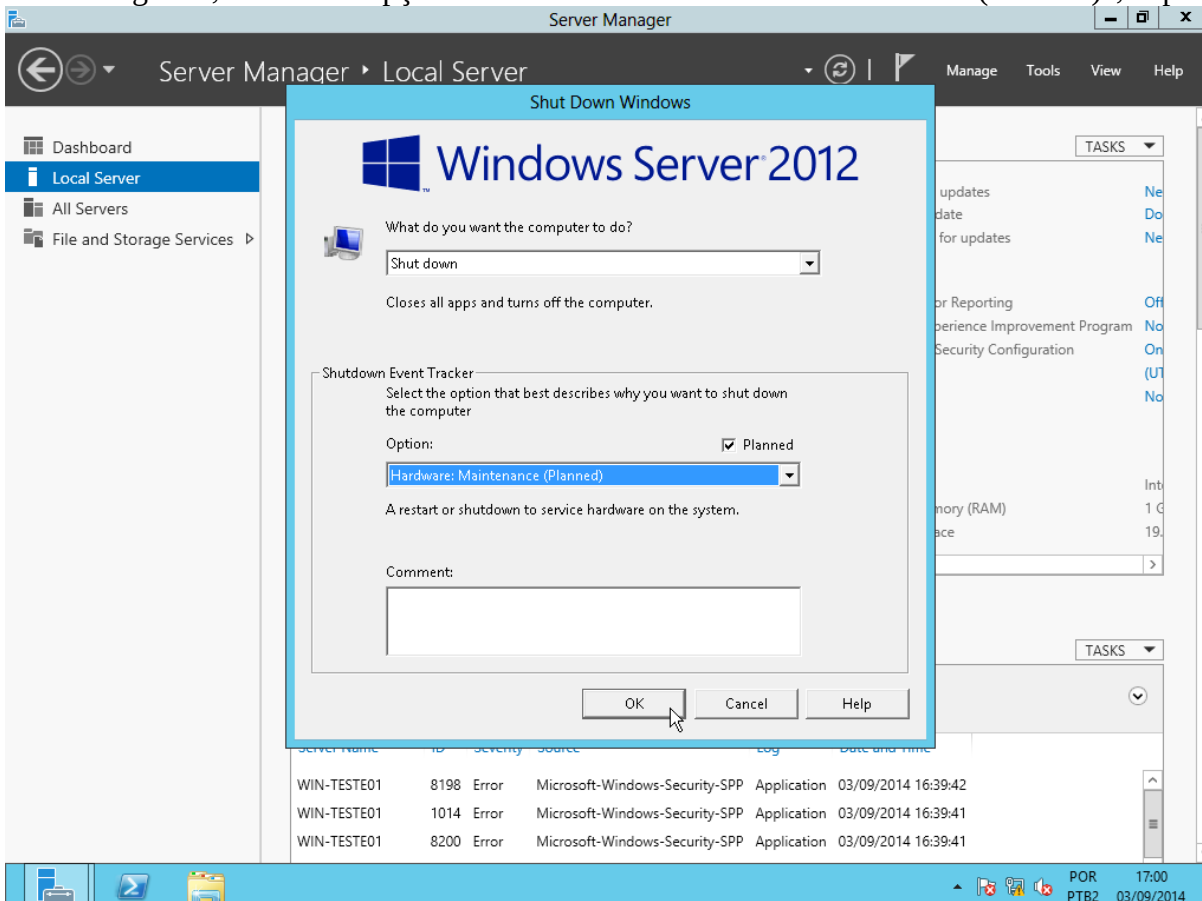 Server Manager
Server Manager • Local Server
Manage Tools View Help
Shut Down Windows
Dashboard
Local Server
All Servers
File and Storage Services
Windows Server 2012
What do you want the computer to do?
Shut down
Closes all apps and turns off the computer.
Shutdown Event Tracker
Select the option that best describes why you want to shut down
the computer
Option:
Planned
Hardware: Maintenance (Planned)
A restart or shutdown to service hardware on the system.
Comment:
OK Cancel Help
TASKS
updates
for updates
Reporting Off
Improvement Program No
Security Configuration On
No
(RAM)
TASKS
WIN-TESTE01 8198 Error Microsoft-Windows-Security-SPP Application 03/09/2014 16:39:42
WIN-TESTE01 1014 Error Microsoft-Windows-Security-SPP Application 03/09/2014 16:39:41
WIN-TESTE01 8200 Error Microsoft-Windows-Security-SPP Application 03/09/2014 16:39:41
POR 17:00
PTB2 03/09/2014